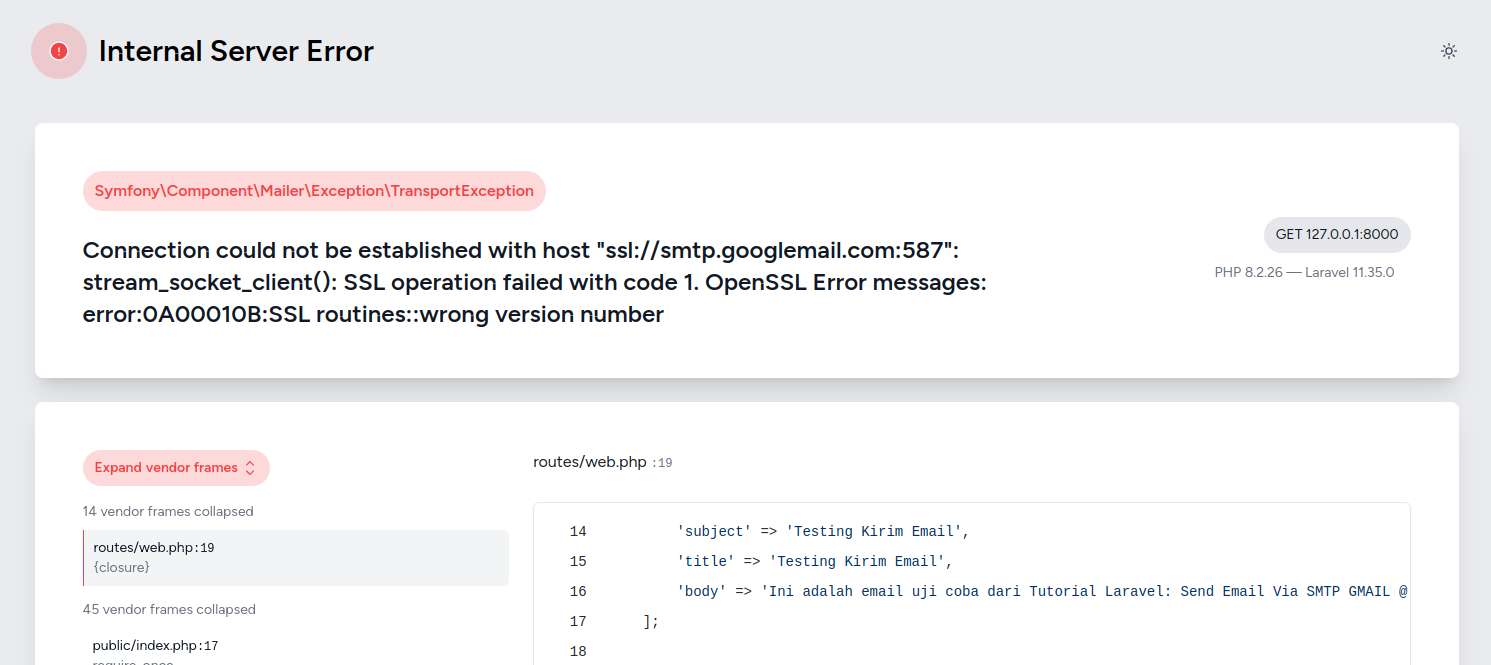 Internal Server Error
Symfony\Component\Mailer\Exception\TransportException
Connection could not be established with host "ssl://smtp.googlemail.com:587":
stream_socket_client(): SSL operation failed with code 1. OpenSSL Error messages:
error:0A00010B:SSL routines::wrong version number
GET 127.0.0.1:8000
PHP 8.2.26 — Laravel 11.35.0
Expand vendor frames
14 vendor frames collapsed
routes/web.php:19
{closure}
45 vendor frames collapsed
public/index.php:17
require_once
routes/web.php :19
14 'subject' => 'Testing Kirim Email',
15 'title' => 'Testing Kirim Email',
16 'body' => 'Ini adalah email uji coba dari Tutorial Laravel: Send Email Via SMTP GMAIL @
17 ];
18